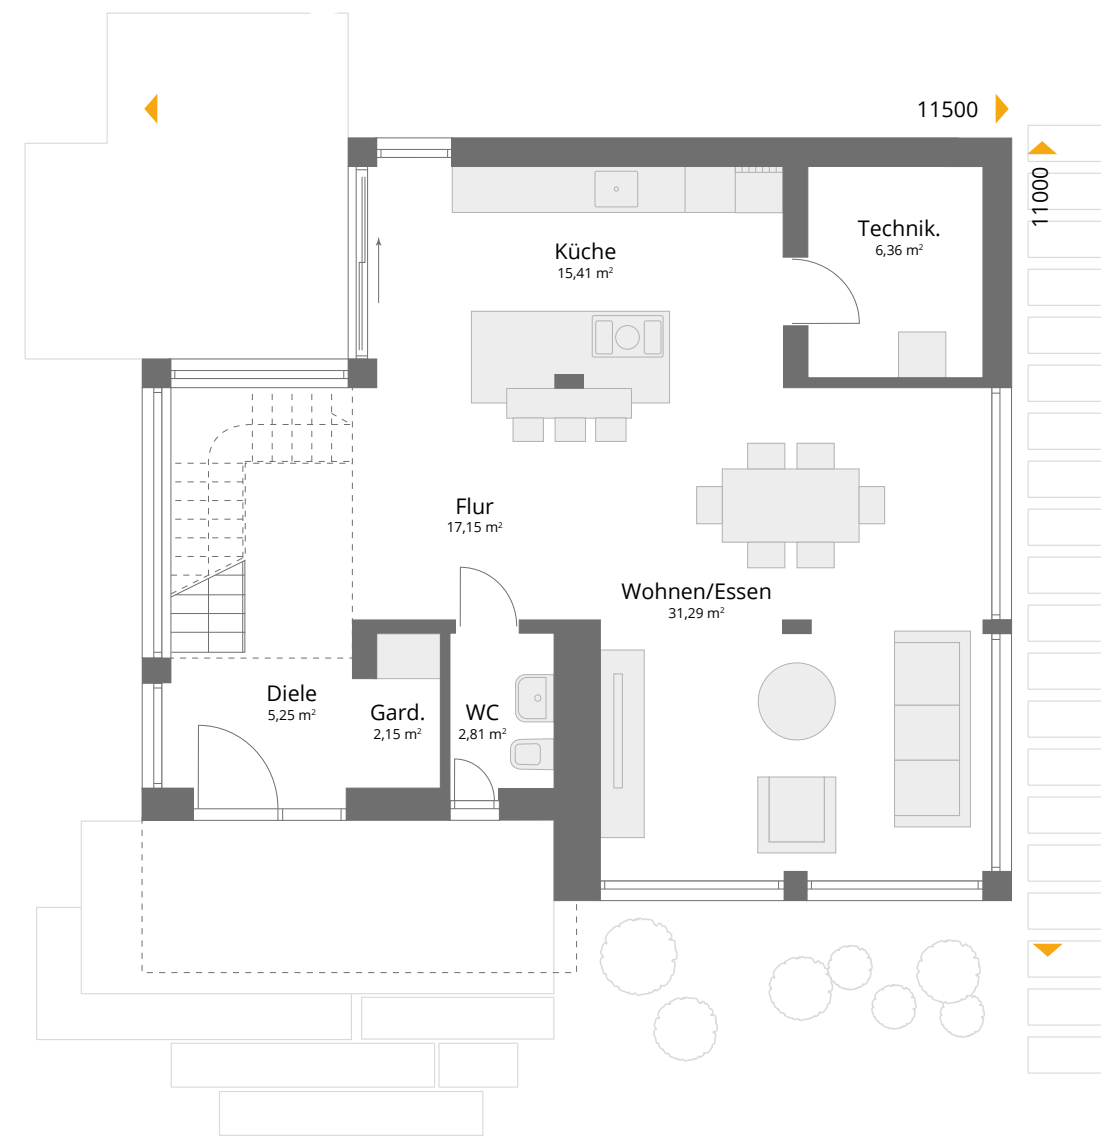 11500
11000
Technik.
6,36 m²
Küche
15,41 m²
Flur
17,15 m²
Wohnen/Essen
31,29 m²
Diele
5,25 m²
Gard.
2,15 m²
WC
2,81 m²